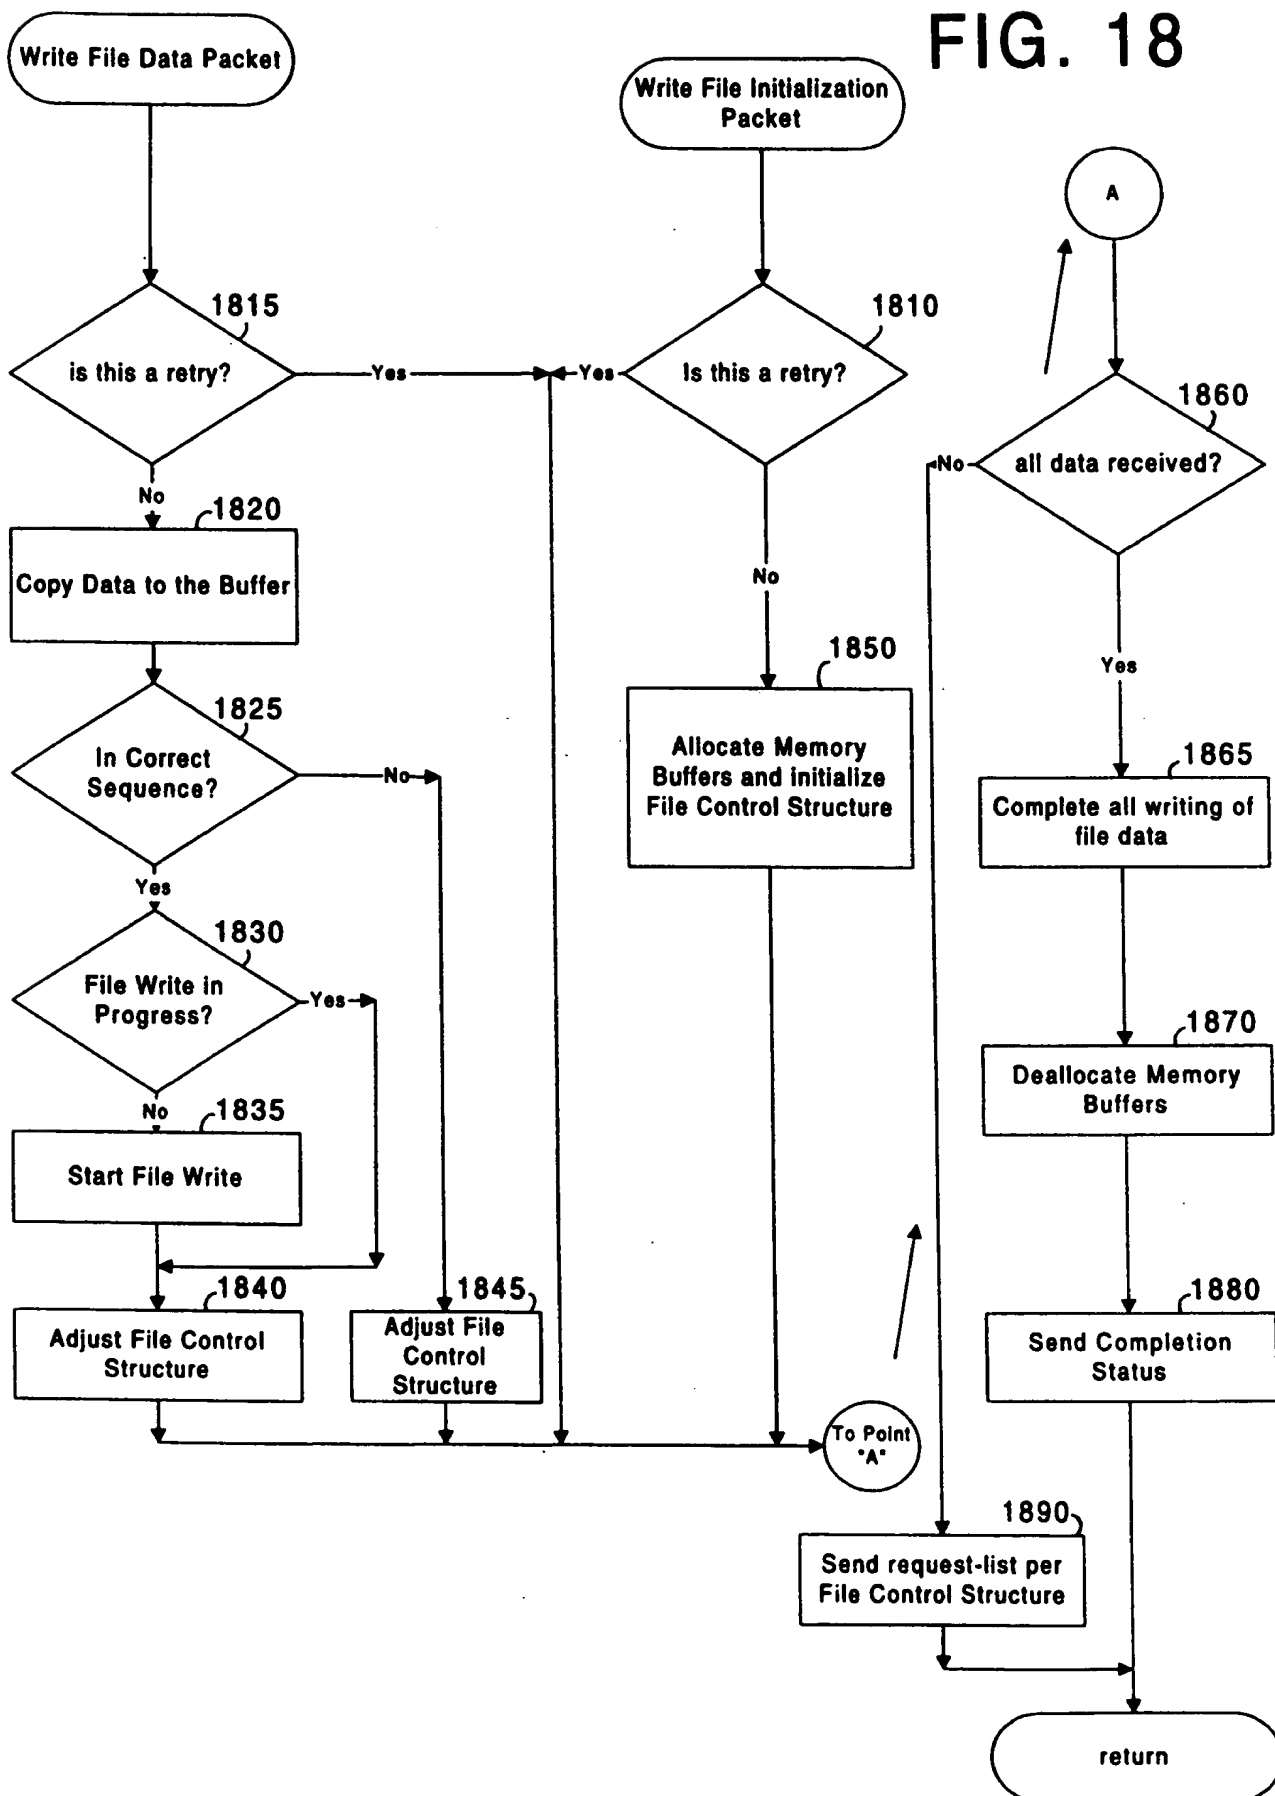 FIG. 18
Write File Data Packet
Write File Initialization
Packet
A
1815
is this a retry?
Yes
Yes
1810
Is this a retry?
1860
all data received?
No
No
1820
Copy Data to the Buffer
No
Yes
1825
In Correct
Sequence?
No
1850
Allocate Memory
Buffers and initialize
File Control Structure
1865
Complete all writing of
file data
Yes
1830
File Write in
Progress?
Yes
No
1835
Start File Write
1870
Deallocate Memory
Buffers
1840
Adjust File Control
Structure
1845
Adjust File
Control
Structure
1880
Send Completion
Status
To Point
"A"
1890
Send request-list per
File Control Structure
return